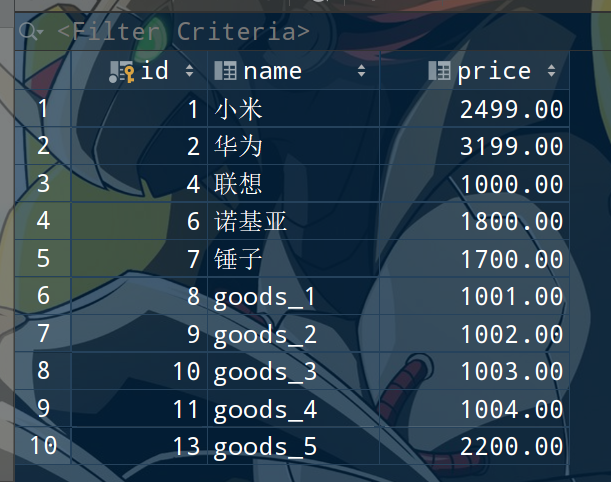 <Filter Criteria>
id name price
1 1 小米 2499.00
2 2 华为 3199.00
3 4 联想 1000.00
4 6 诺基亚 1800.00
5 7 锤子 1700.00
6 8 goods_1 1001.00
7 9 goods_2 1002.00
8 10 goods_3 1003.00
9 11 goods_4 1004.00
10 13 goods_5 2200.00